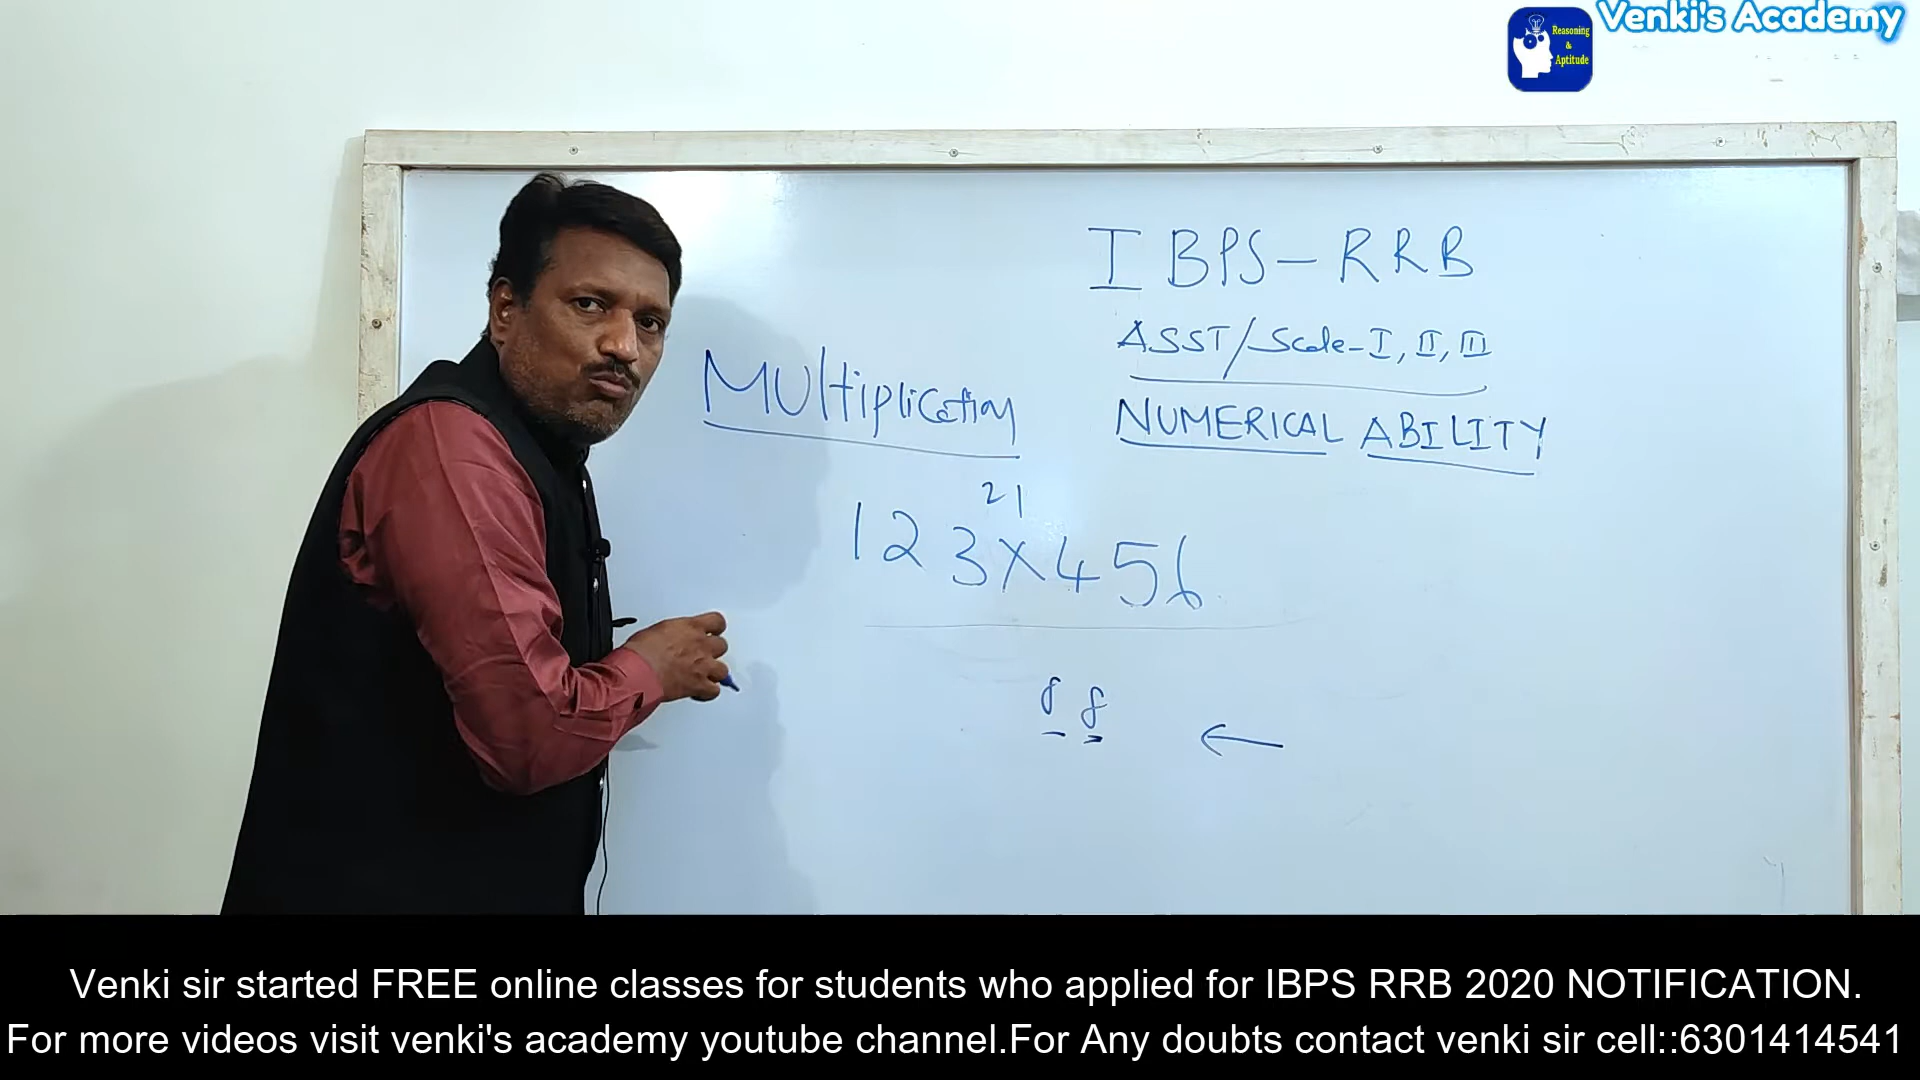 Venki's Academy
Reasoning
&
Aptitude
IBPS-RRB
ASST/Scale-I, II, III
Multiplication
NUMERICAL ABILITY
21
123X456
88
Venki sir started FREE online classes for students who applied for IBPS RRB 2020 NOTIFICATION.
For more videos visit venki's academy youtube channel.For Any doubts contact venki sir cell::6301414541